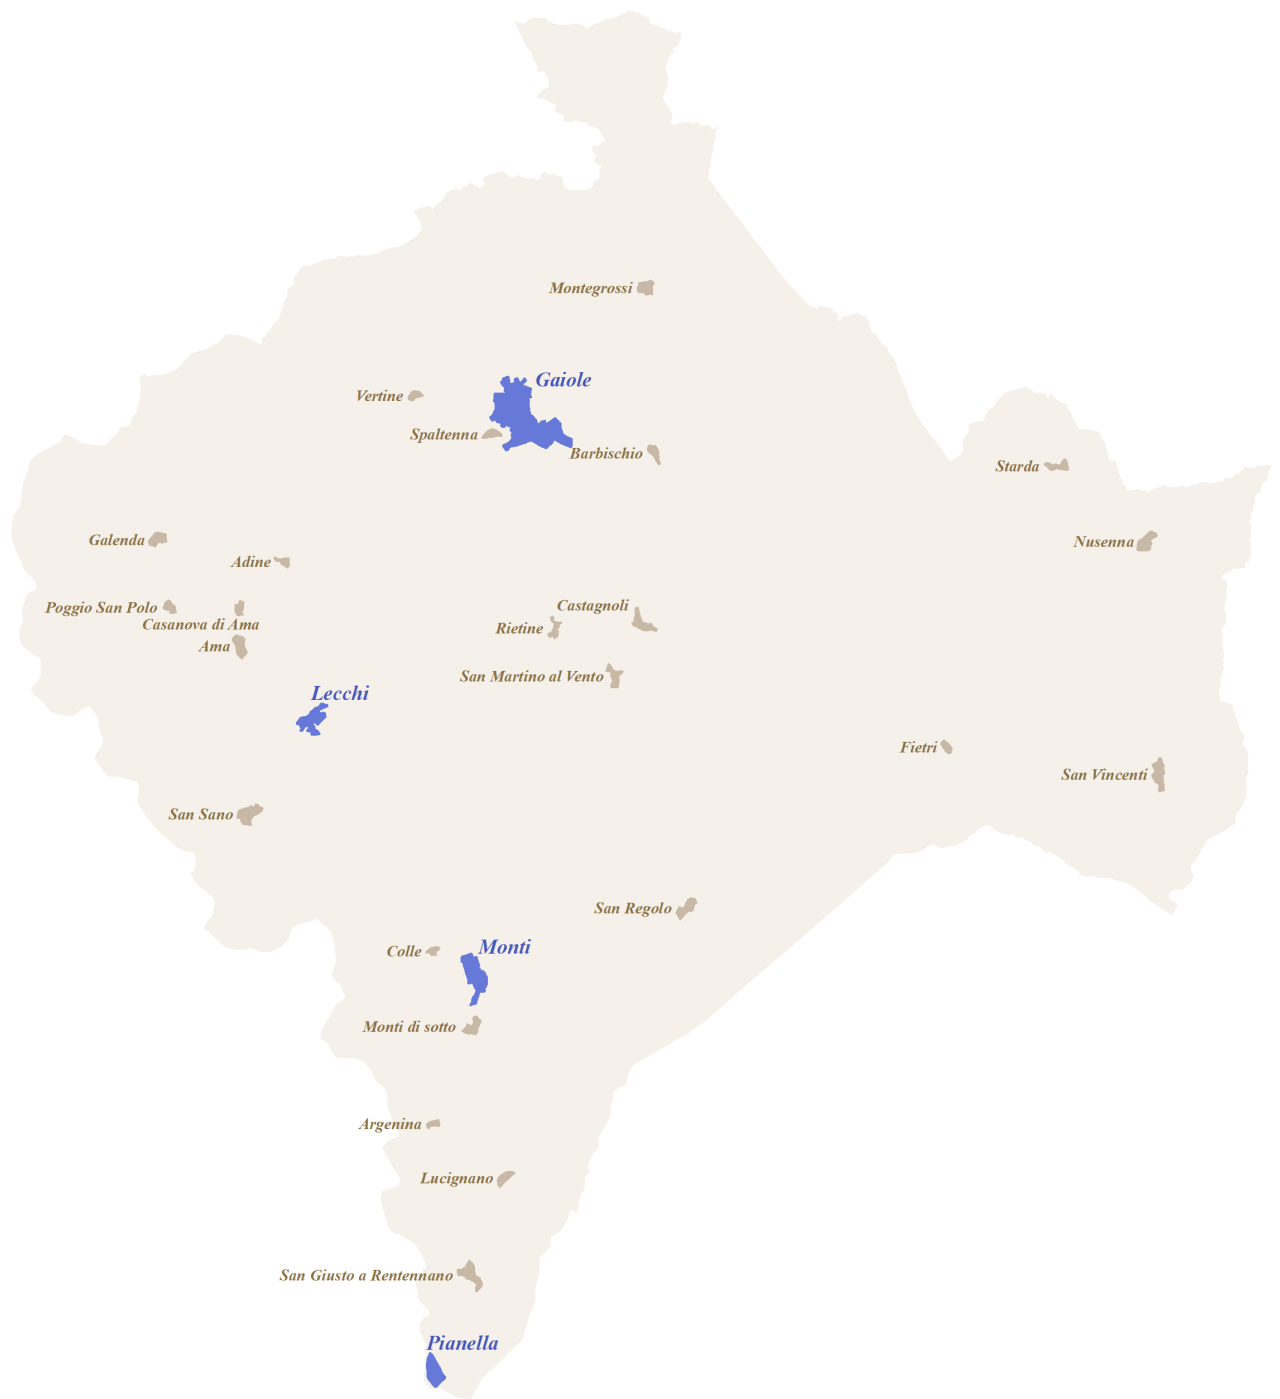 Montegrossi
Gaiole
Vertine
Spaltenna
Barbischio
Starda
Galenda
Nusenna
Adine
Castagnoli
Poggio San Polo
Casanova di Ama
Rietine
Ama
San Martino al Vento
Lecchi
Fietri
San Vincenti
San Sano
San Regolo
Monti
Colle
Monti di sotto
Argenina
Lucignano
San Giusto a Rentennano
Pianella